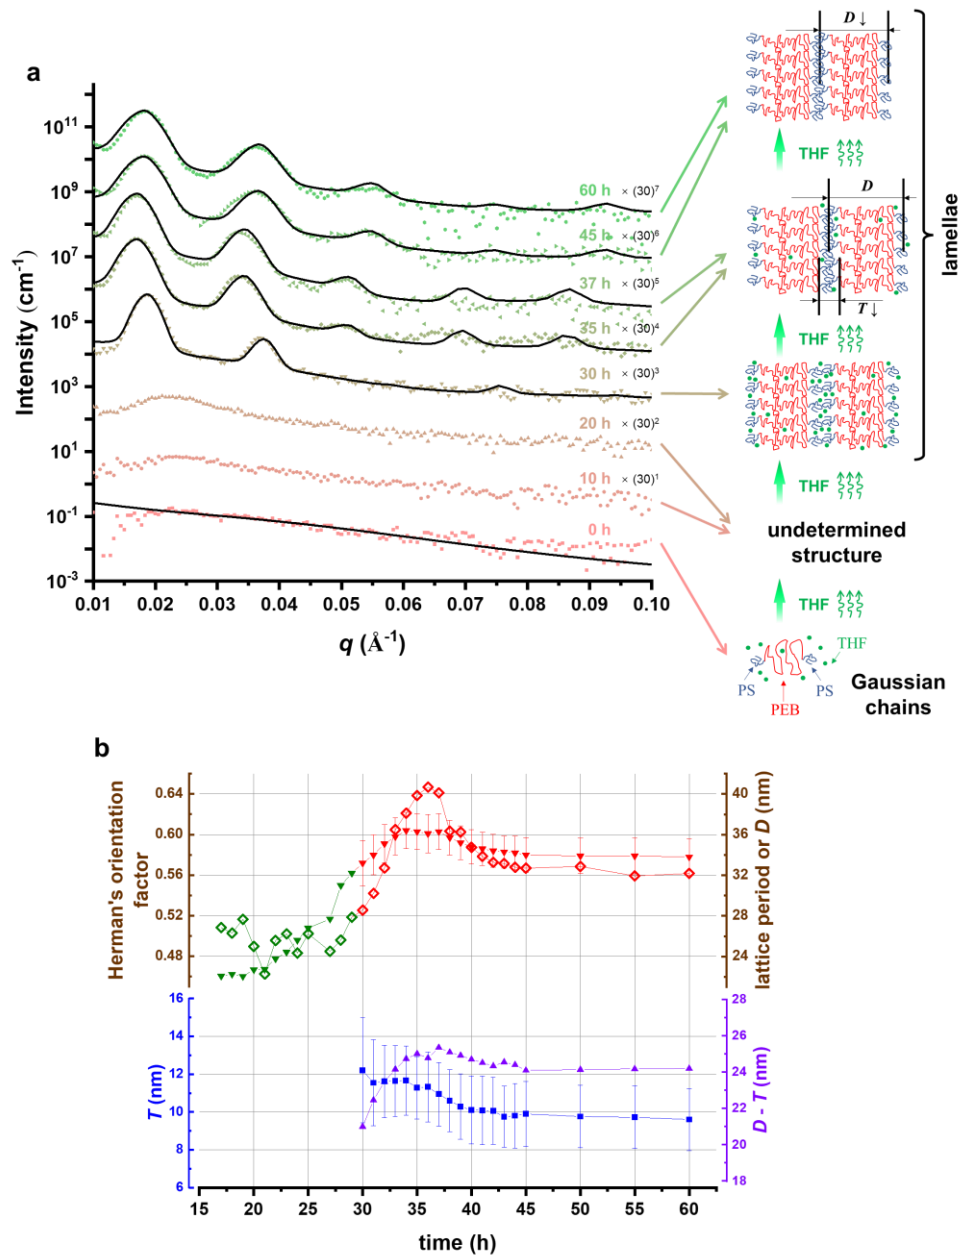 a
Intensity (cm⁻¹)
10¹¹
10⁹
10⁷
10⁵
10³
10¹
10⁻¹
10⁻³
60 h × (30)⁷
45 h × (30)⁶
37 h × (30)⁵
35 h × (30)⁴
30 h × (30)³
20 h × (30)²
10 h × (30)¹
0 h
0.01 0.02 0.03 0.04 0.05 0.06 0.07 0.08 0.09 0.10
q (Å⁻¹)
D ↓
THF
D
T ↓
THF
lamellae
THF
undetermined
structure
THF
THF
PS
PEB
PS
Gaussian
chains
b
Herman's orientation
factor
0.64
0.60
0.56
0.52
0.48
lattice period or D (nm)
40
36
32
28
24
T (nm)
16
14
12
10
8
6
D - T (nm)
28
26
24
22
20
18
15 20 25 30 35 40 45 50 55 60
time (h)